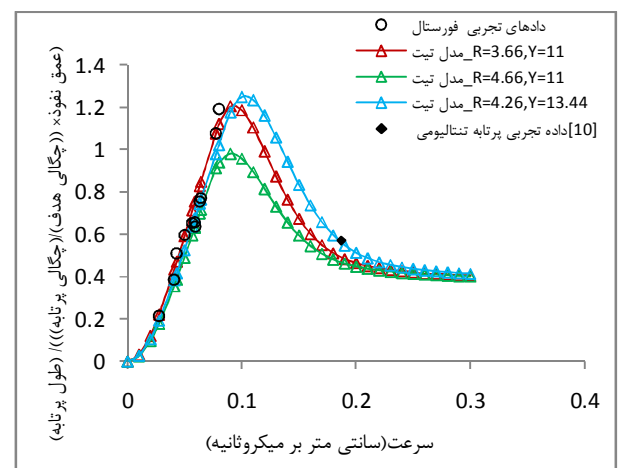 دادهای تجربی فورستال
مدل تیت_R=3.66,Y=11
مدل تیت_R=4.66,Y=11
مدل تیت_R=4.26,Y=13.44
داده تجربی پرتابه تنتالیومی [10]
(عمق نفوذ× ((چگالی هدف)/(چگالی پرتابه)))/ (طول پرتابه)
1.4
1.2
1
0.8
0.6
0.4
0.2
0
0
0.1
0.2
0.3
0.4
سرعت(سانتی متر بر میکروثانیه)